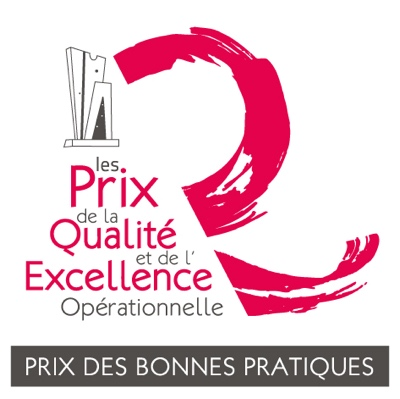 les
Prix
de la
Qualité
et de l'
Excellence
Opérationnelle
PRIX DES BONNES PRATIQUES